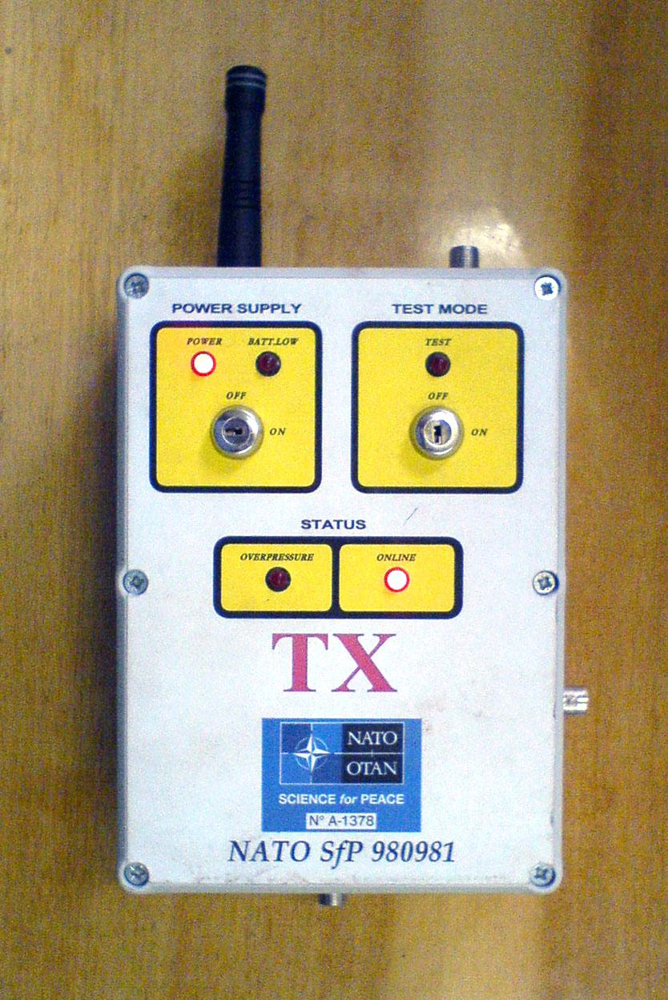 POWER SUPPLY
TEST MODE
POWER
BATT.LOW
OFF
ON
TEST
OFF
ON
STATUS
OVERPRESSURE
ONLINE
TX
NATO
OTAN
SCIENCE for PEACE
N° A-1378
NATO SfP 980981